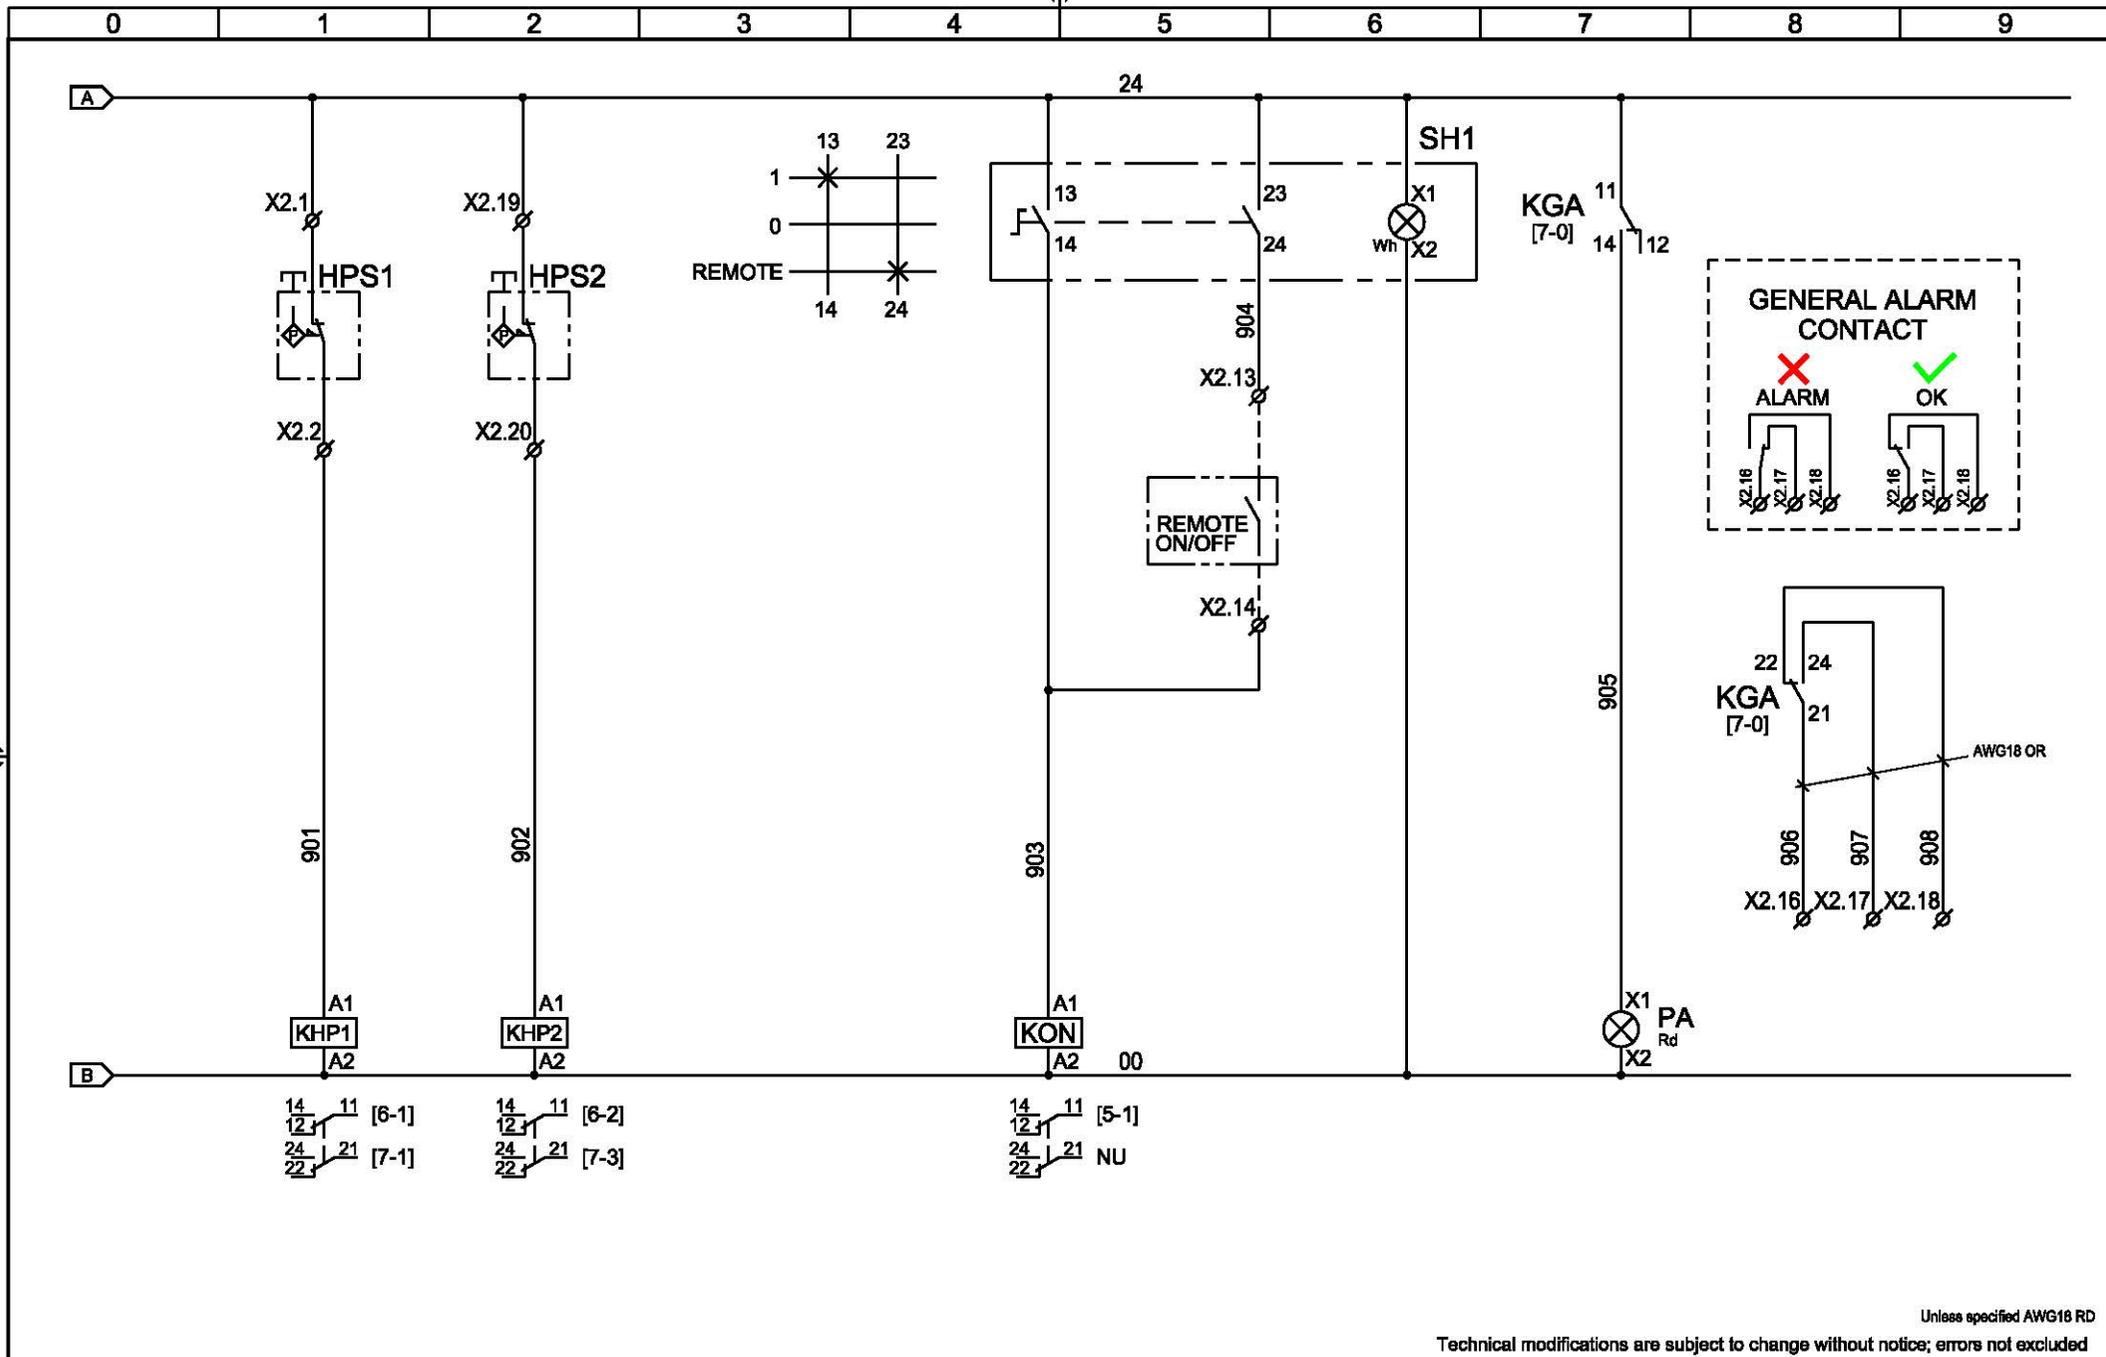 0 1 2 3 4 5 6 7 8 9
A
24
13 23
1
0
REMOTE
14 24
X2.1
HPS1
P
X2.2
901
A1
KHP1
A2
X2.19
HPS2
P
X2.20
902
A1
KHP2
A2
SH1
13
14
23
24
X1
Wh
X2
904
X2.13
REMOTE
ON/OFF
X2.14
903
A1
KON
A2
00
KGA
[7-0]
11
14 12
905
X1
PA
Rd
X2
GENERAL ALARM
CONTACT
ALARM
OK
X2.16 X2.17 X2.18
X2.16 X2.17 X2.18
22 24
KGA
[7-0]
21
AWG18 OR
906 907 908
X2.16 X2.17 X2.18
B
14 11 [6-1]
12
24 21 [7-1]
22
14 11 [6-2]
12
24 21 [7-3]
22
14 11 [5-1]
12
24 21 NU
22
Unless specified AWG18 RD
Technical modifications are subject to change without notice; errors not excluded